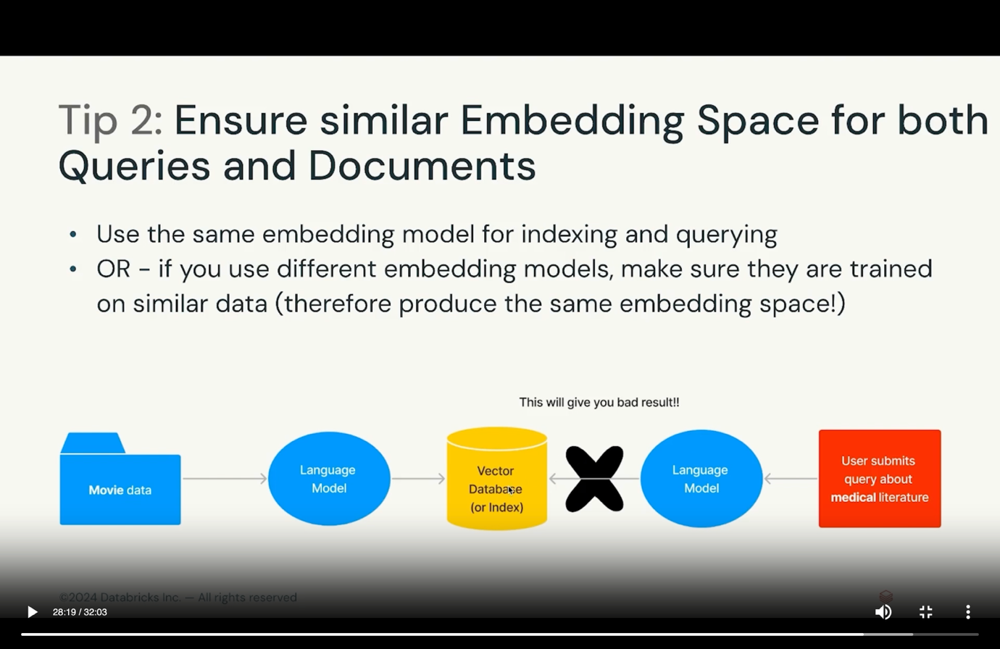 Tip 2: Ensure similar Embedding Space for both
Queries and Documents
• Use the same embedding model for indexing and querying
• OR – if you use different embedding models, make sure they are trained
on similar data (therefore produce the same embedding space!)
This will give you bad result!!
Movie data
Language
Model
Vector
Database
(or Index)
Language
Model
User submits
query about
medical literature
©2024 Databricks Inc. — All rights reserved
28:19 / 32:03